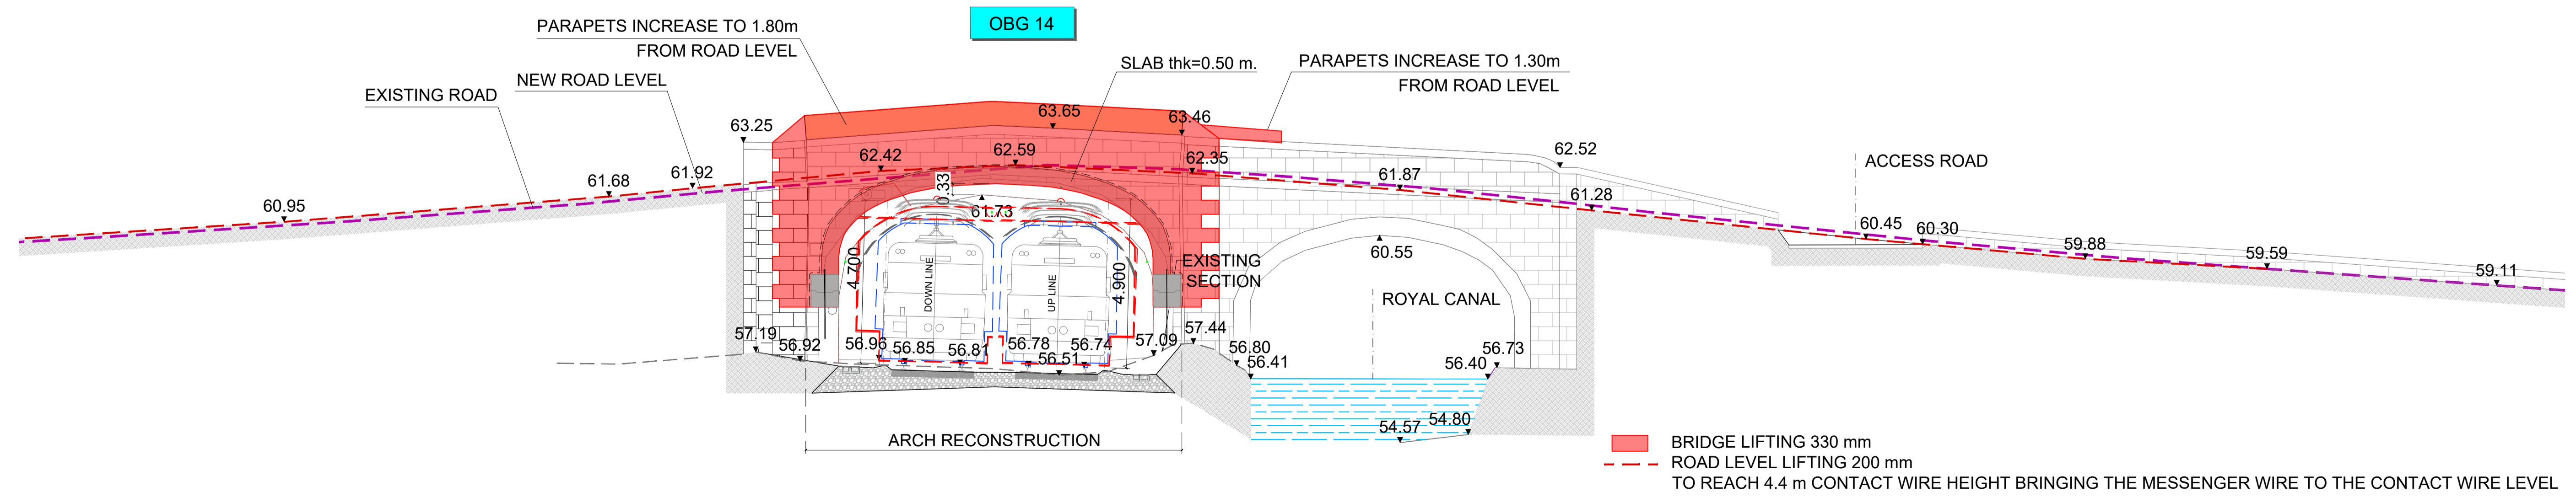 OBG 14
PARAPETS INCREASE TO 1.80m
FROM ROAD LEVEL
NEW ROAD LEVEL
EXISTING ROAD
SLAB thk=0.50 m.
PARAPETS INCREASE TO 1.30m
FROM ROAD LEVEL
63.25
63.65
63.46
62.42
62.59
62.35
62.52
ACCESS ROAD
60.95
61.68
61.92
0.33
61.73
61.87
61.28
60.45
60.30
59.88
59.59
59.11
60.55
4.700
DOWN LINE
UP LINE
4.900
EXISTING
SECTION
ROYAL CANAL
57.19
56.92
56.96
56.85
56.81
56.78
56.51
56.74
57.09
57.44
56.80
56.41
56.40
56.73
54.57
54.80
ARCH RECONSTRUCTION
BRIDGE LIFTING 330 mm
ROAD LEVEL LIFTING 200 mm
TO REACH 4.4 m CONTACT WIRE HEIGHT BRINGING THE MESSENGER WIRE TO THE CONTACT WIRE LEVEL